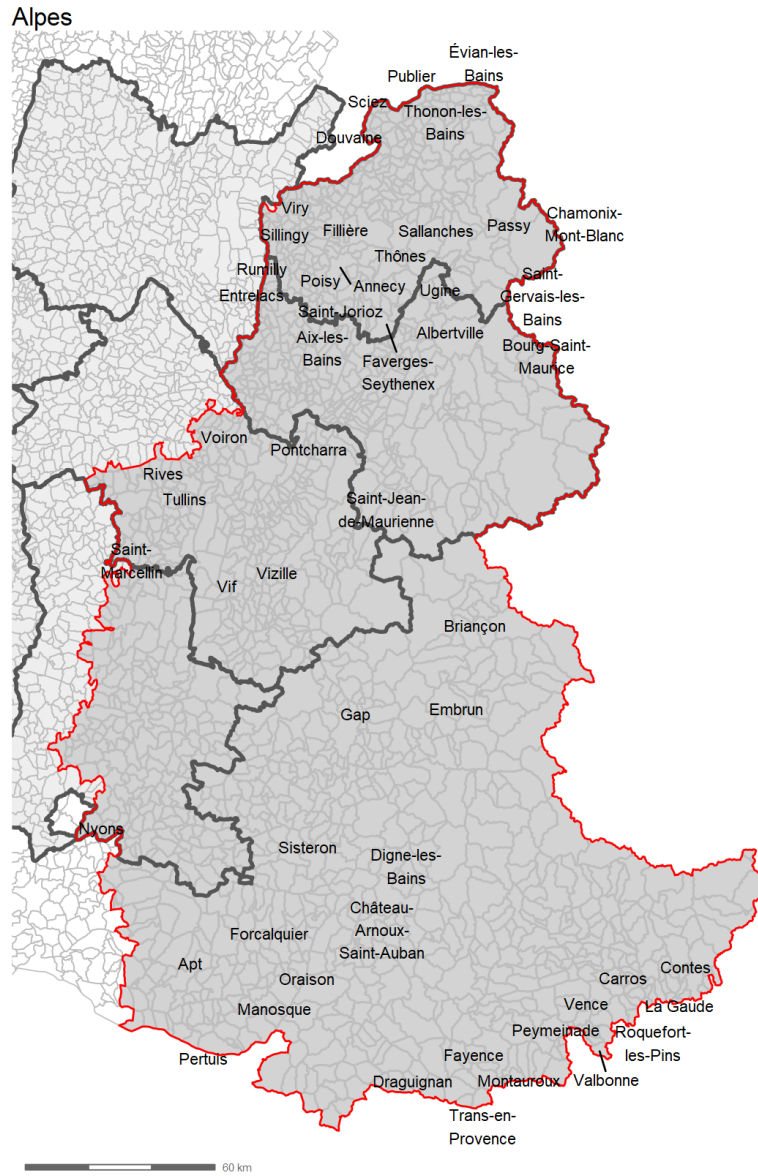 Alpes
Évian-les-
Bains
Publier
Sciez
Thonon-les-
Bains
Douvaine
Viry
Chamonix-
Mont-Blanc
Sillingy
Fillière
Sallanches
Passy
Thônes
Rumilly
Poisy
Annecy
Ugine
Saint-
Gervais-les-
Bains
Entrelacs
Saint-Jorioz
Albertville
Aix-les-
Bains
Faverges-
Seythenex
Bourg-Saint-
Maurice
Voiron
Pontcharra
Rives
Tullins
Saint-Jean-
de-Maurienne
Saint-
Marcellin
Vif
Vizille
Briançon
Gap
Embrun
Nyons
Sisteron
Digne-les-
Bains
Château-
Arnoux-
Saint-Auban
Forcalquier
Apt
Oraison
Contes
Carros
Manosque
Vence
La Gaude
Peymeinade
Roquefort-
les-Pins
Pertuis
Fayence
Draguignan
Montauroux
Valbonne
Trans-en-
Provence
60 km